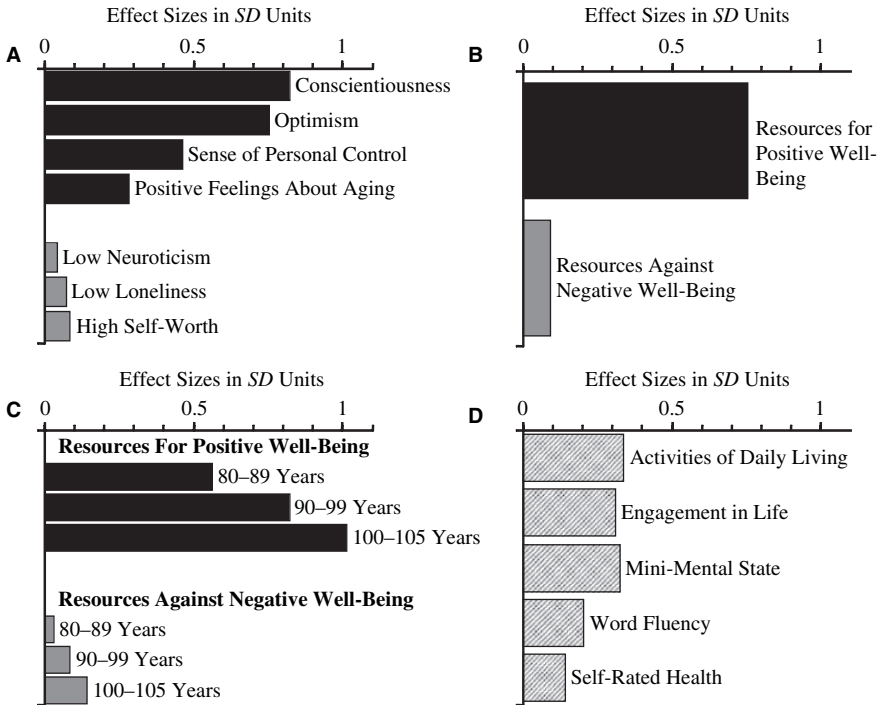 Effect Sizes in SD Units
A
0 0.5 1
Conscientiousness
Optimism
Sense of Personal Control
Positive Feelings About Aging
Low Neuroticism
Low Loneliness
High Self-Worth
Effect Sizes in SD Units
B
0 0.5 1
Resources for
Positive Well-
Being
Resources Against
Negative Well-Being
Effect Sizes in SD Units
C
0 0.5 1
Resources For Positive Well-Being
80–89 Years
90–99 Years
100–105 Years
Resources Against Negative Well-Being
80–89 Years
90–99 Years
100–105 Years
Effect Sizes in SD Units
D
0 0.5 1
Activities of Daily Living
Engagement in Life
Mini-Mental State
Word Fluency
Self-Rated Health